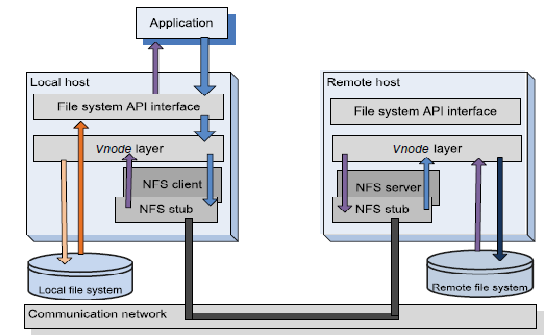 Application
Local host
File system API interface
Vnode layer
NFS client
NFS stub
Local file system
Remote host
File system API interface
Vnode layer
NFS server
NFS stub
Remote file system
Communication network